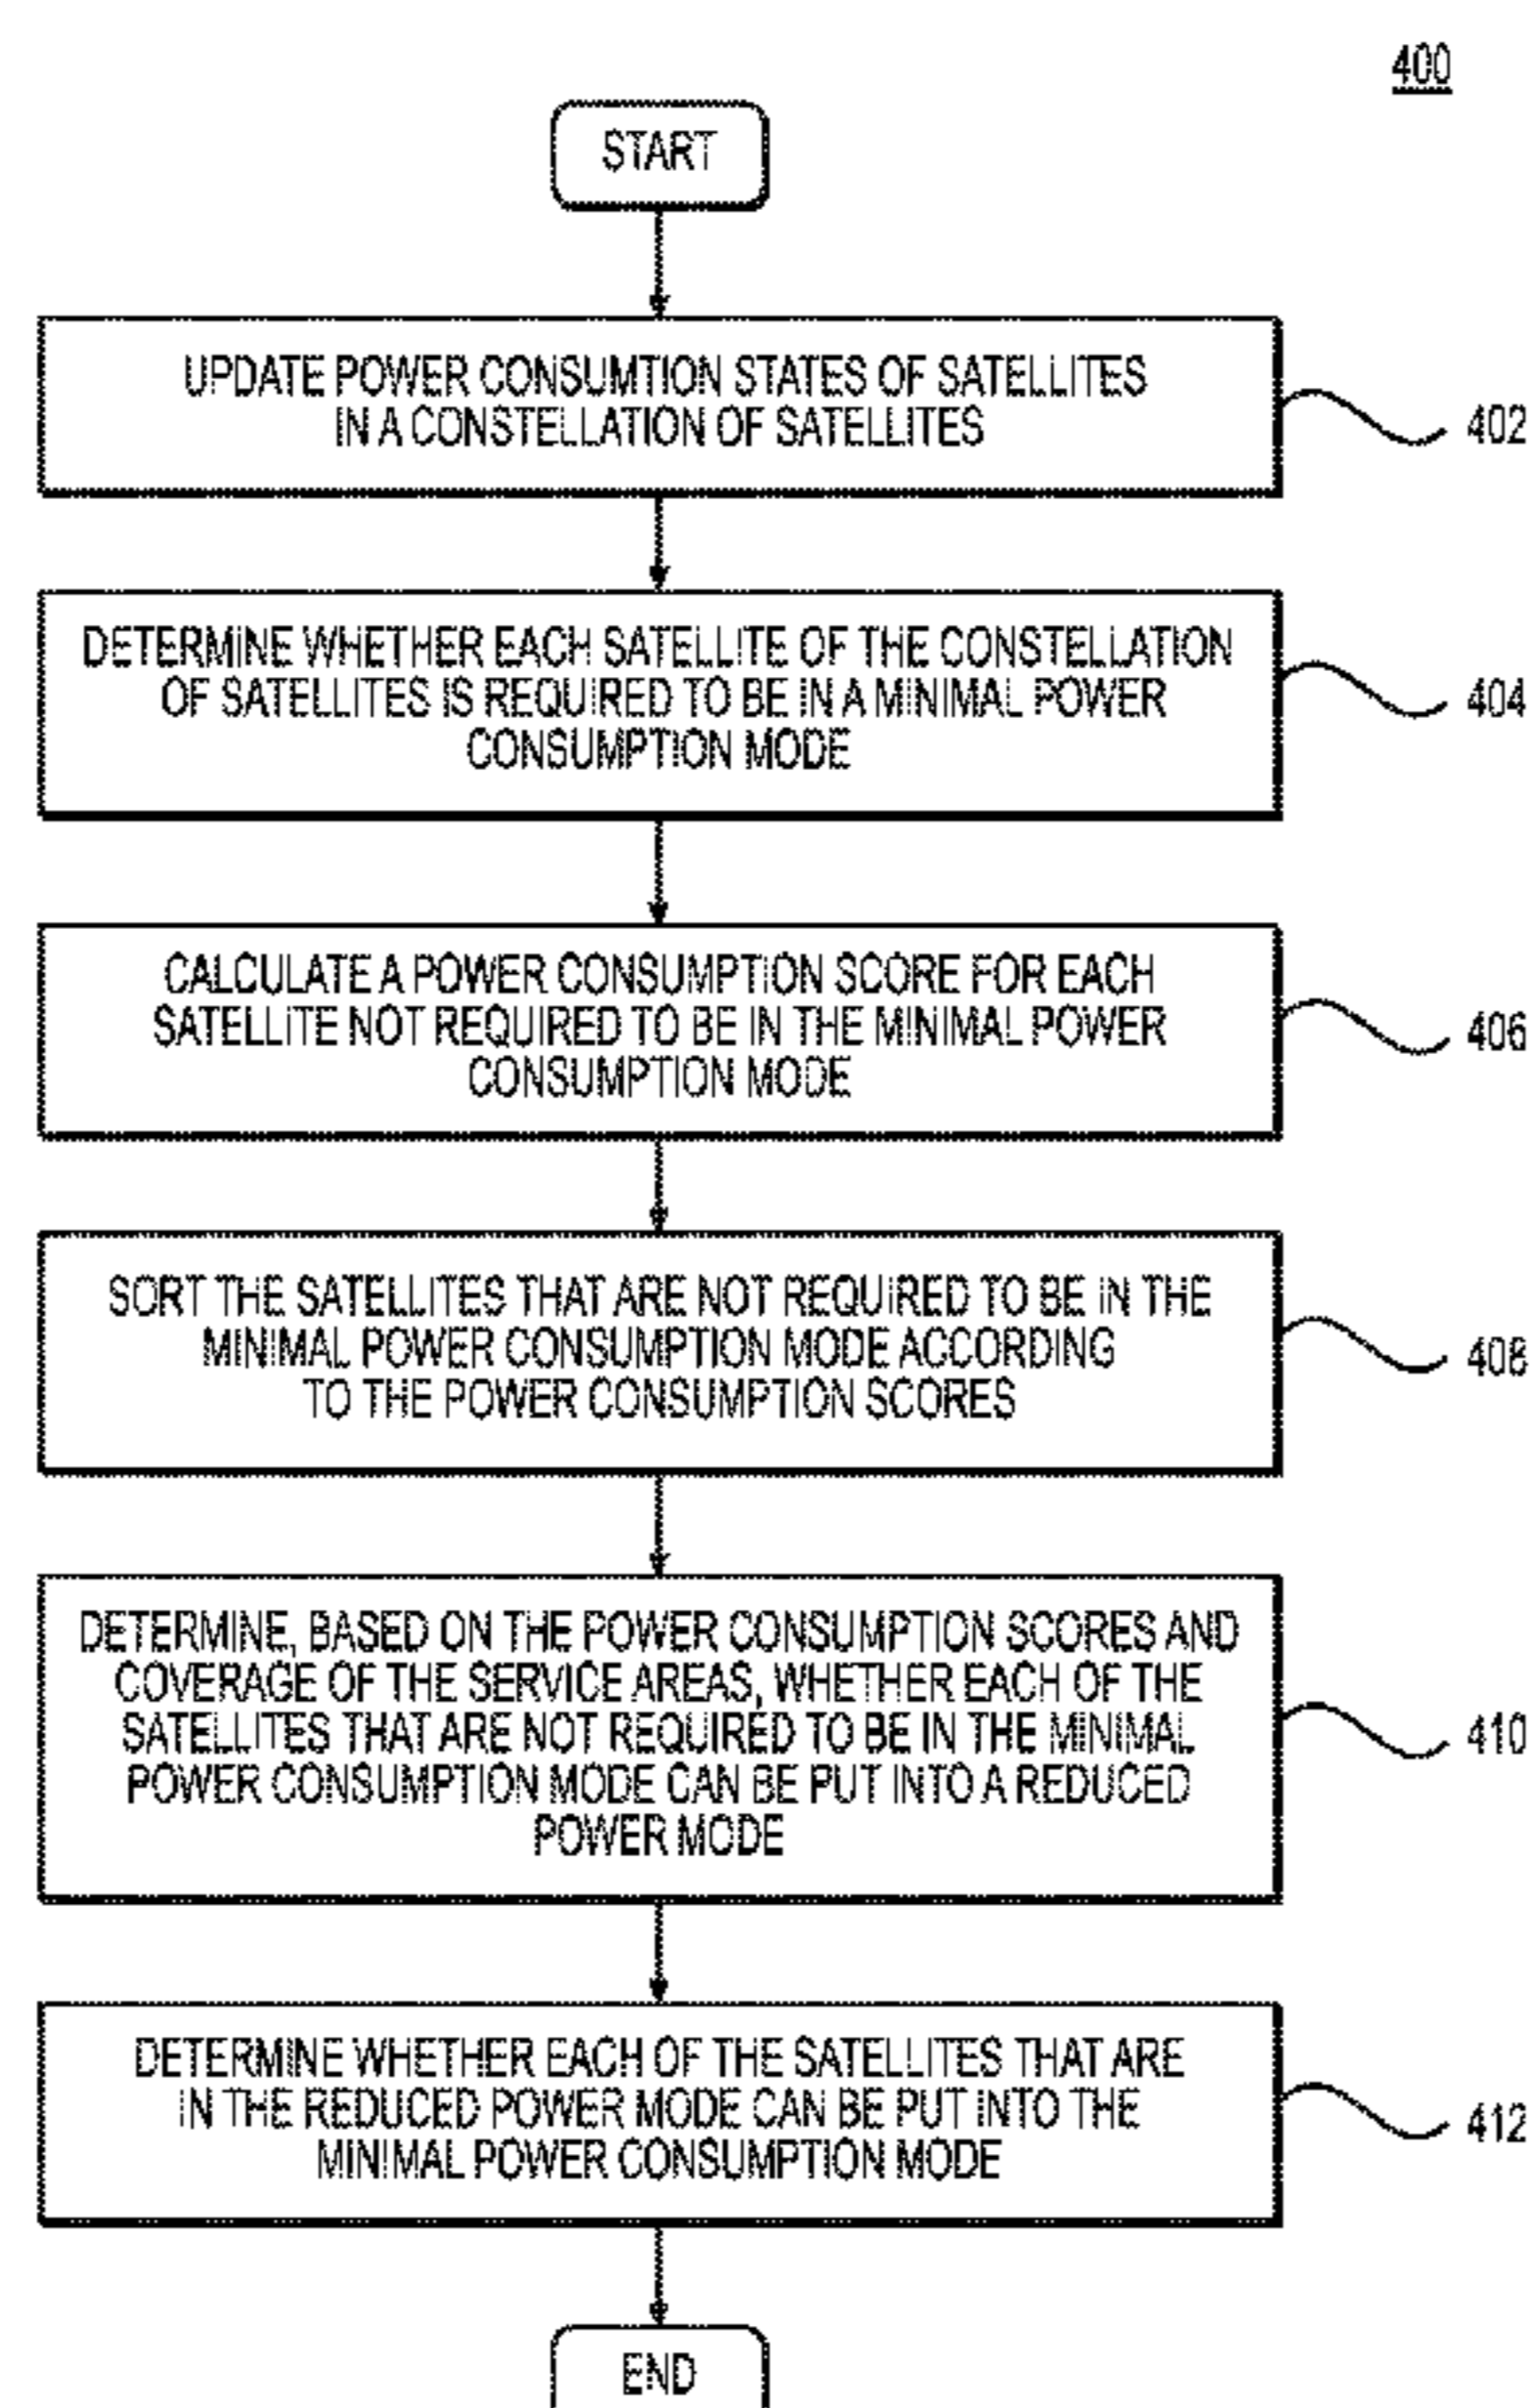 400
START
UPDATE POWER CONSUMTION STATES OF SATELLITES
IN A CONSTELLATION OF SATELLITES
402
DETERMINE WHETHER EACH SATELLITE OF THE CONSTELLATION
OF SATELLITES IS REQUIRED TO BE IN A MINIMAL POWER
CONSUMPTION MODE
404
CALCULATE A POWER CONSUMPTION SCORE FOR EACH
SATELLITE NOT REQUIRED TO BE IN THE MINIMAL POWER
CONSUMPTION MODE
406
SORT THE SATELLITES THAT ARE NOT REQUIRED TO BE IN THE
MINIMAL POWER CONSUMPTION MODE ACCORDING
TO THE POWER CONSUMPTION SCORES
408
DETERMINE, BASED ON THE POWER CONSUMPTION SCORES AND
COVERAGE OF THE SERVICE AREAS, WHETHER EACH OF THE
SATELLITES THAT ARE NOT REQUIRED TO BE IN THE MINIMAL
POWER CONSUMPTION MODE CAN BE PUT INTO A REDUCED
POWER MODE
410
DETERMINE WHETHER EACH OF THE SATELLITES THAT ARE
IN THE REDUCED POWER MODE CAN BE PUT INTO THE
MINIMAL POWER CONSUMPTION MODE
412
END